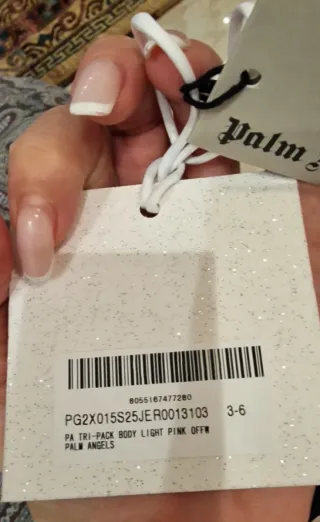 Palm
8055167477280
PG2X015S25JER0013103 3-6
PA TRI-PACK BODY LIGHT PINK OFFW
PALM ANGELS